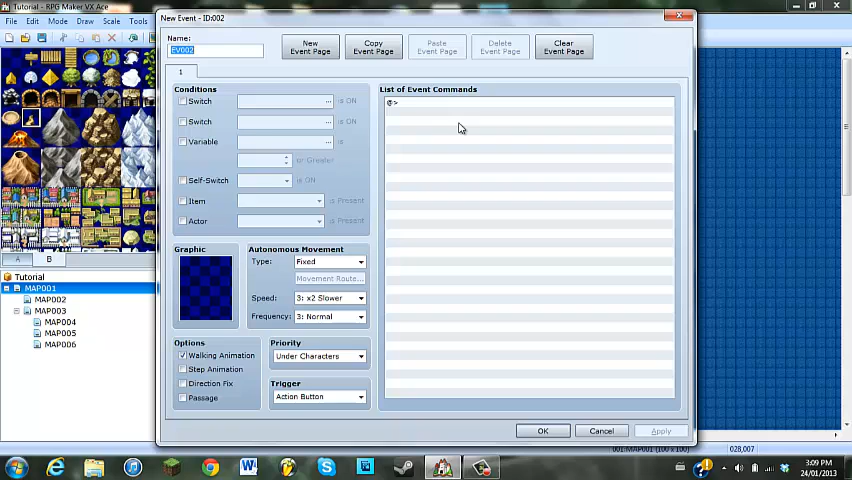 Tutorial - RPG Maker VX Ace
File Edit Mode Draw Scale Tools
New Event - ID:002
Name:
EV002
New Event Page
Copy Event Page
Paste Event Page
Delete Event Page
Clear Event Page
1
Conditions
Switch ... is ON
Switch ... is ON
Variable ... is
or Greater
Self-Switch is ON
Item is Present
Actor is Present
Graphic
Autonomous Movement
Type: Fixed
Movement Route...
Speed: 3: x2 Slower
Frequency: 3: Normal
Options
Walking Animation
Step Animation
Direction Fix
Passage
Priority
Under Characters
Trigger
Action Button
List of Event Commands
@>
OK
Cancel
Apply
A B
Tutorial
MAP001
MAP002
MAP003
MAP004
MAP005
MAP006
001:MAP001 (100 x 100) 028,007
3:09 PM
24/01/2013